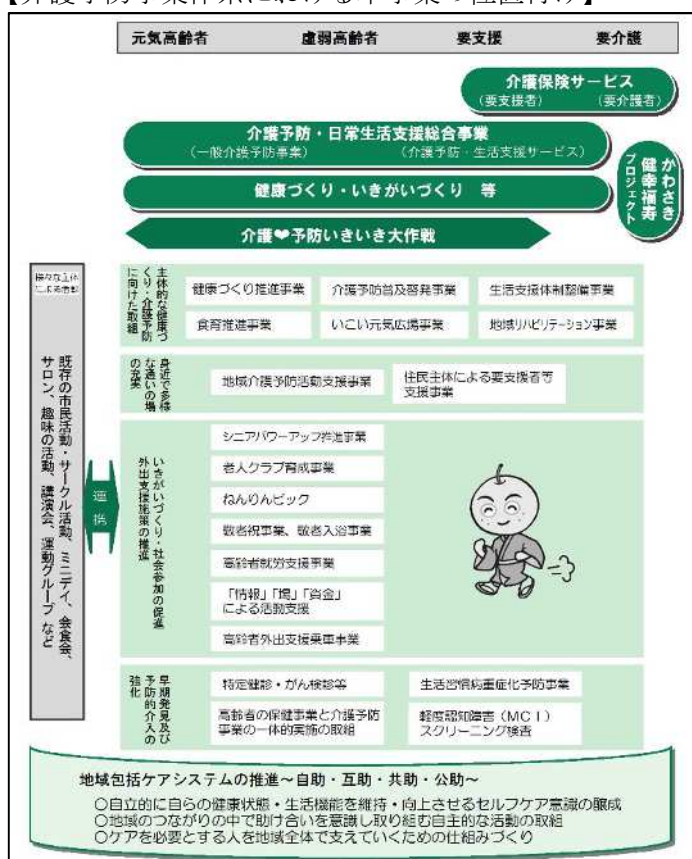 【介護予防事業体系における本事業の位置付け】
元気高齢者 虚弱高齢者 要支援 要介護
介護保険サービス
(要支援者) (要介護者)
介護予防・日常生活支援総合事業
(一般介護予防事業) (介護予防・生活支援サービス)
健康づくり・いきがいづくり 等
かわさき
健幸福寿
プロジェクト
介護♥予防いきいき大作戦
様々な主体
による活動
既存の市民活動・サークル活動、ミニデイ、会食会、
サロン、趣味の活動、講演会、運動グループ など
連携
主体的な健康づ
くり・介護予防
に向けた取組
健康づくり推進事業 介護予防普及啓発事業 生活支援体制整備事業
食育推進事業 いこい元気広場事業 地域リハビリテーション事業
身近で多様
な通いの場
の充実
地域介護予防活動支援事業
住民主体による要支援者等
支援事業
いきがいづくり・社会参加の促進
外出支援施策の推進
シニアパワーアップ推進事業
老人クラブ育成事業
ねんりんピック
敬老祝事業、敬老入浴事業
高齢者就労支援事業
「情報」「場」「資金」
による活動支援
高齢者外出支援乗車事業
早期発見及び
予防的介入の
強化
特定健診・がん検診等 生活習慣病重症化予防事業
高齢者の保健事業と介護予防
事業の一体的実施の取組
軽度認知障害(MCI)
スクリーニング検査
地域包括ケアシステムの推進~自助・互助・共助・公助~
○自立的に自らの健康状態・生活機能を維持・向上させるセルフケア意識の醸成
○地域のつながりの中で助け合いを意識し取り組む自主的な活動の取組
○ケアを必要とする人を地域全体で支えていくための仕組みづくり